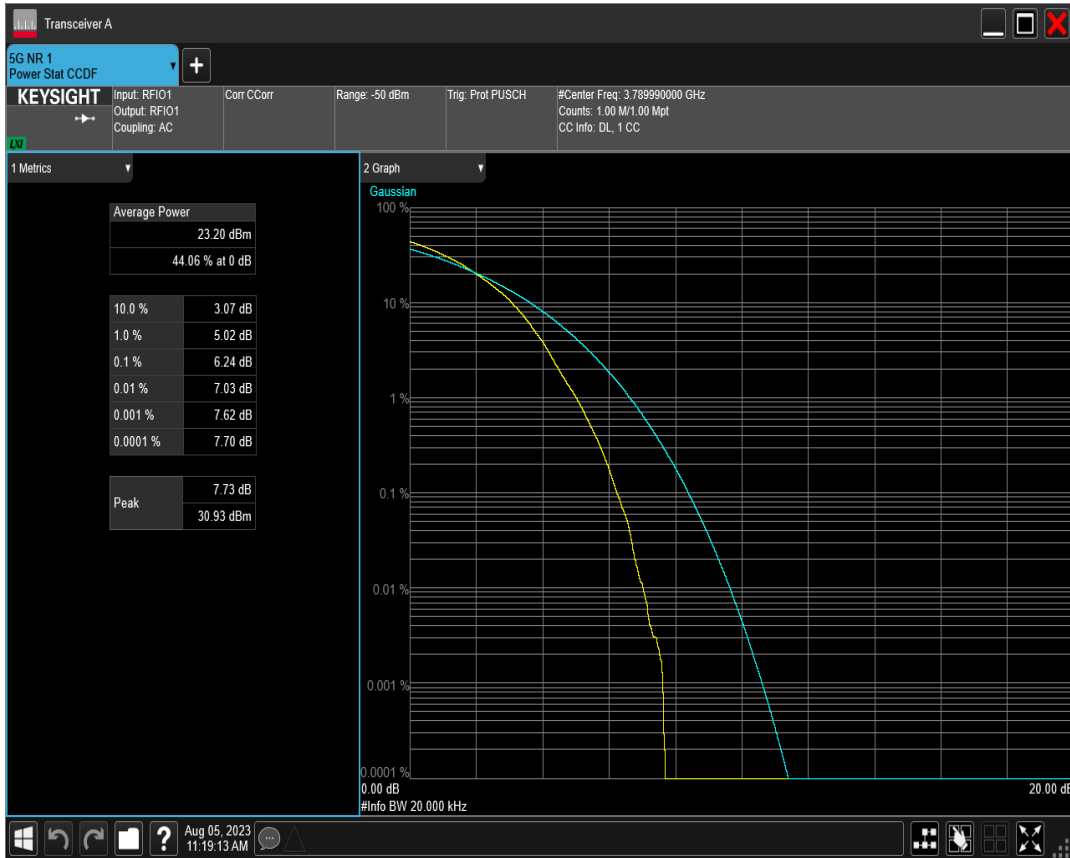 Transceiver A
5G NR 1
Power Stat CCDF
+
KEYSIGHT
LXI
Input: RFIO1
Output: RFIO1
Coupling: AC
Corr CCorr
Range: -50 dBm
Trig: Prot PUSCH
#Center Freq: 3.789990000 GHz
Counts: 1.00 M/1.00 Mpt
CC Info: DL, 1 CC
1 Metrics
Average Power
23.20 dBm
44.06 % at 0 dB
10.0 % 3.07 dB
1.0 % 5.02 dB
0.1 % 6.24 dB
0.01 % 7.03 dB
0.001 % 7.62 dB
0.0001 % 7.70 dB
Peak
7.73 dB
30.93 dBm
2 Graph
Gaussian
100 %
10 %
1 %
0.1 %
0.01 %
0.001 %
0.0001 %
0.00 dB 20.00 dB
#Info BW 20.000 kHz
?
Aug 05, 2023
11:19:13 AM